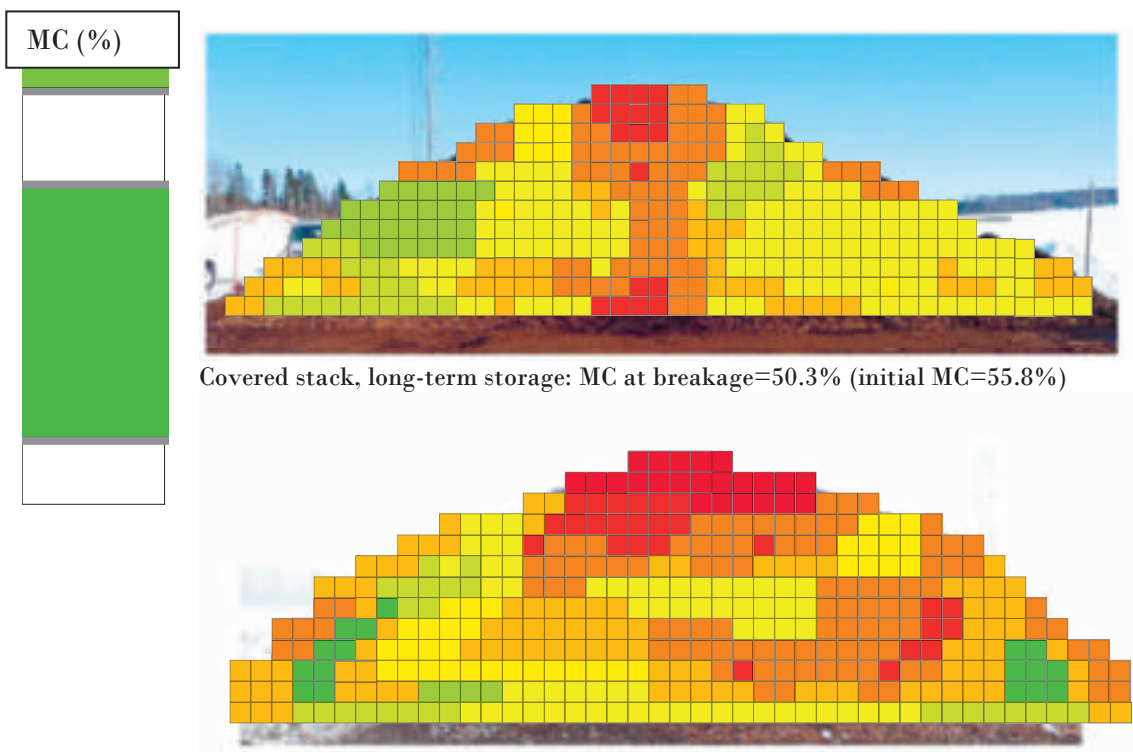 MC (%)
Covered stack, long-term storage: MC at breakage=50.3% (initial MC=55.8%)